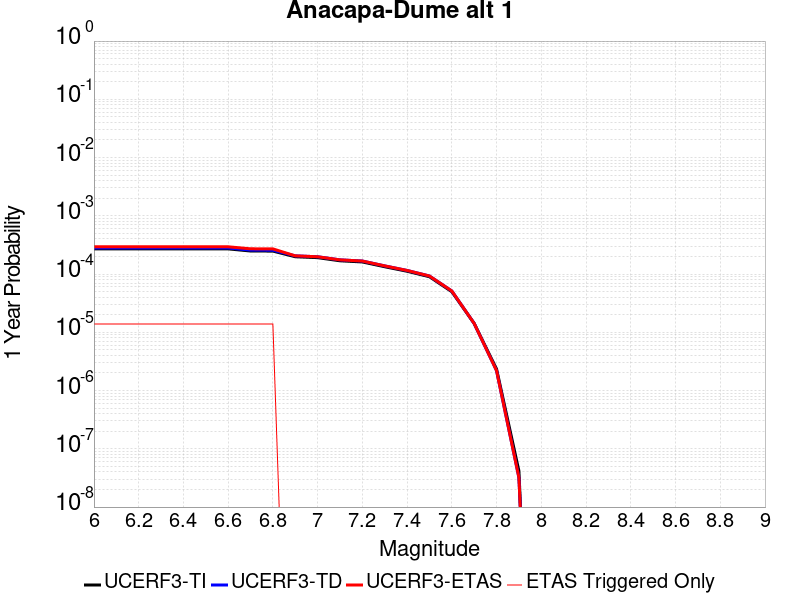 Anacapa-Dume alt 1
10^0
10^-1
10^-2
10^-3
10^-4
10^-5
10^-6
10^-7
10^-8
1 Year Probability
6 6.2 6.4 6.6 6.8 7 7.2 7.4 7.6 7.8 8 8.2 8.4 8.6 8.8 9
Magnitude
UCERF3-TI UCERF3-TD UCERF3-ETAS ETAS Triggered Only